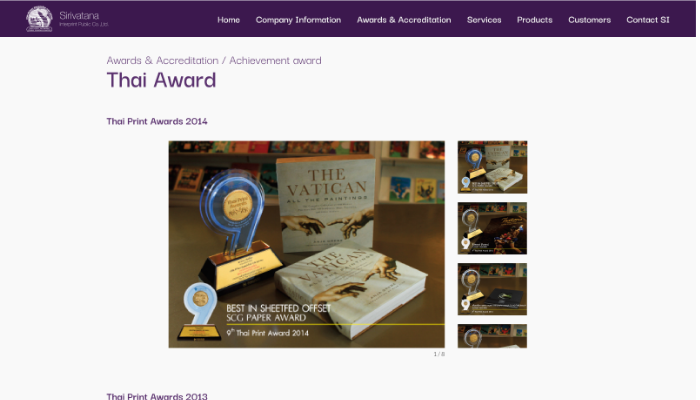 Sirivatana
Interprint Public Co.,Ltd.
Home Company Information Awards & Accreditation Services Products Customers Contact SI
Awards & Accreditation / Achievement award
Thai Award
Thai Print Awards 2014
THE
VATICAN
ALL THE PAINTINGS
THE
VATICAN
BEST IN SHEETFED OFFSET
SCG PAPER AWARD
9th Thai Print Award 2014
1 / 8
Thai Print Awards 2013